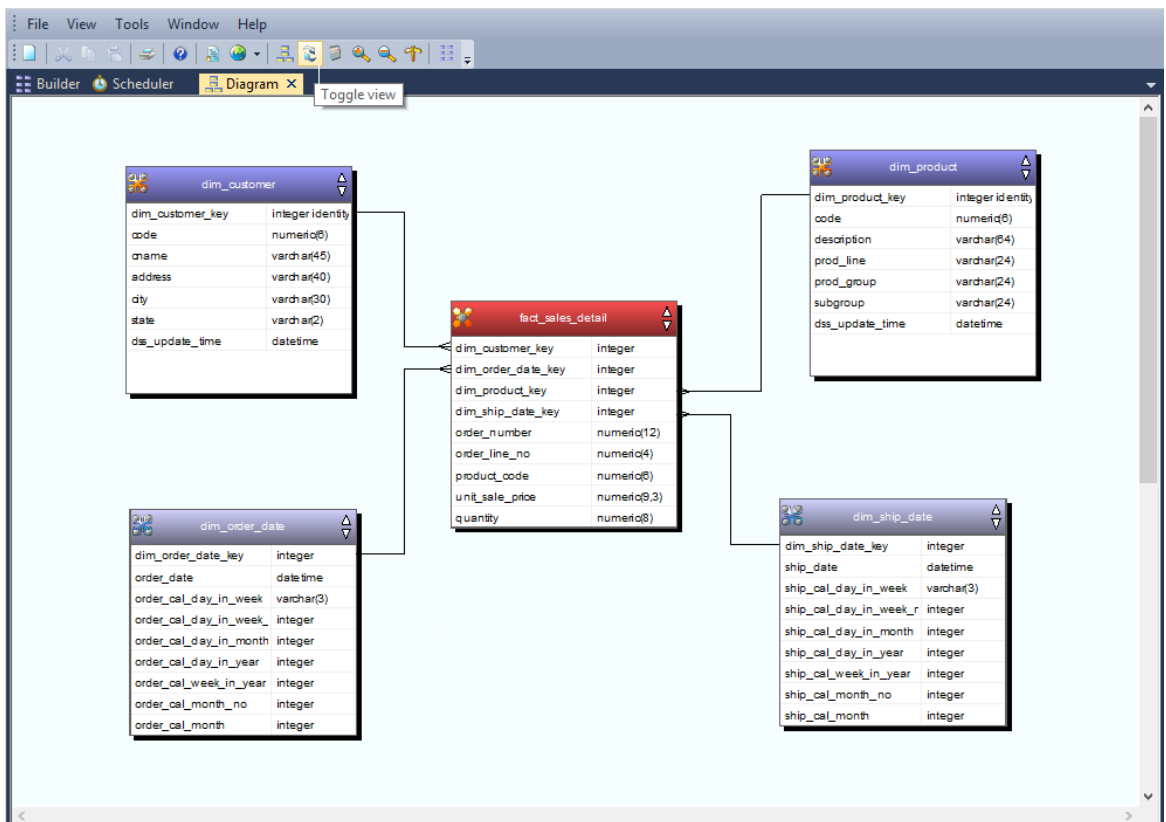 File View Tools Window Help
Builder Scheduler Diagram
Toggle view
dim_customer
dim_customer_key integer identity
code numeric(6)
cname varchar(45)
address varchar(40)
city varchar(30)
state varchar(2)
dss_update_time datetime
dim_product
dim_product_key integer identity
code numeric(6)
description varchar(64)
prod_line varchar(24)
prod_group varchar(24)
subgroup varchar(24)
dss_update_time datetime
fact_sales_detail
dim_customer_key integer
dim_order_date_key integer
dim_product_key integer
dim_ship_date_key integer
order_number numeric(12)
order_line_no numeric(4)
product_code numeric(6)
unit_sale_price numeric(9,3)
quantity numeric(8)
dim_order_date
dim_order_date_key integer
order_date datetime
order_cal_day_in_week varchar(3)
order_cal_day_in_week_ integer
order_cal_day_in_month integer
order_cal_day_in_year integer
order_cal_week_in_year integer
order_cal_month_no integer
order_cal_month integer
dim_ship_date
dim_ship_date_key integer
ship_date datetime
ship_cal_day_in_week varchar(3)
ship_cal_day_in_week_r integer
ship_cal_day_in_month integer
ship_cal_day_in_year integer
ship_cal_week_in_year integer
ship_cal_month_no integer
ship_cal_month integer